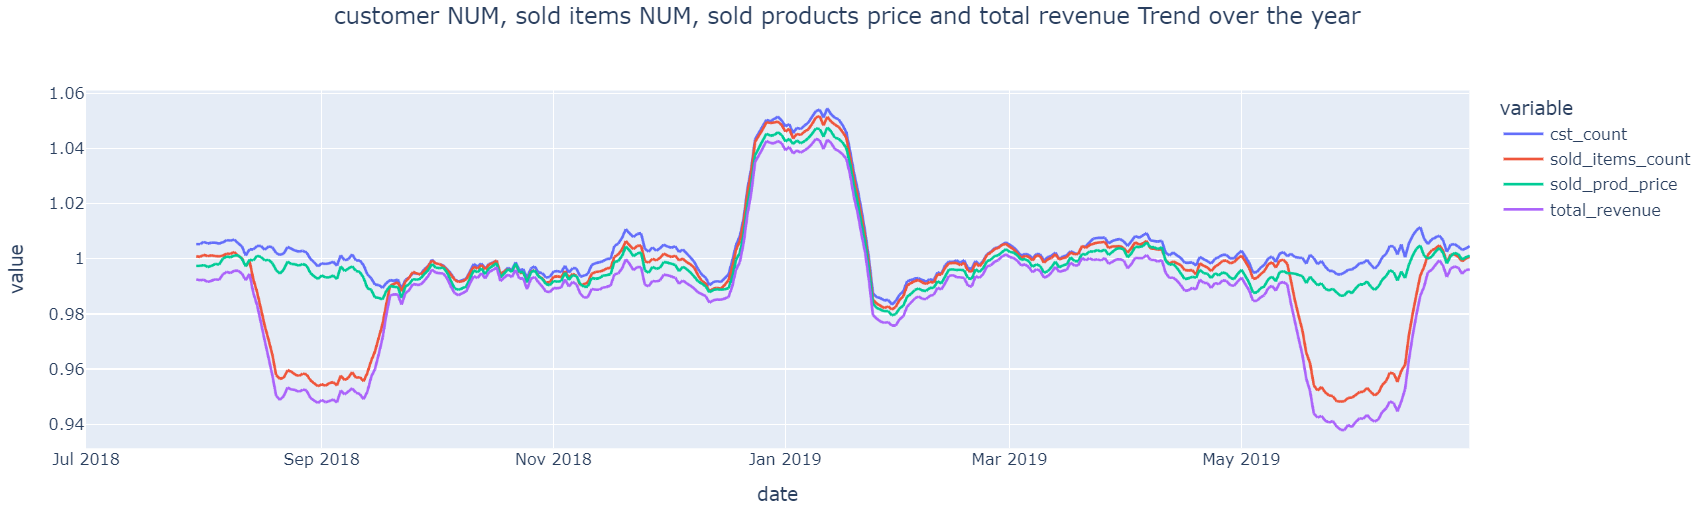 customer NUM, sold items NUM, sold products price and total revenue Trend over the year
1.06
1.04
1.02
1
0.98
0.96
0.94
value
Jul 2018
Sep 2018
Nov 2018
Jan 2019
Mar 2019
May 2019
date
variable
cst_count
sold_items_count
sold_prod_price
total_revenue